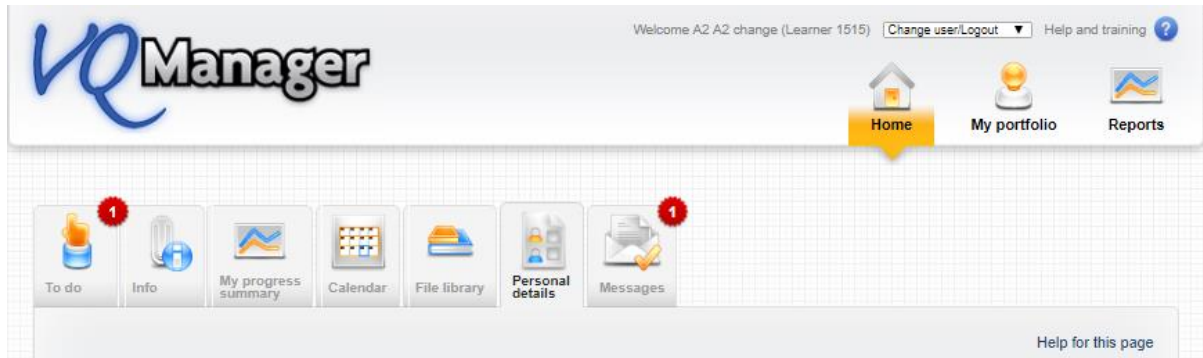 VQManager
Welcome A2 A2 change (Learner 1515) Change user/Logout Help and training ?
Home My portfolio Reports
1 1
To do Info My progress summary Calendar File library Personal details Messages
Help for this page